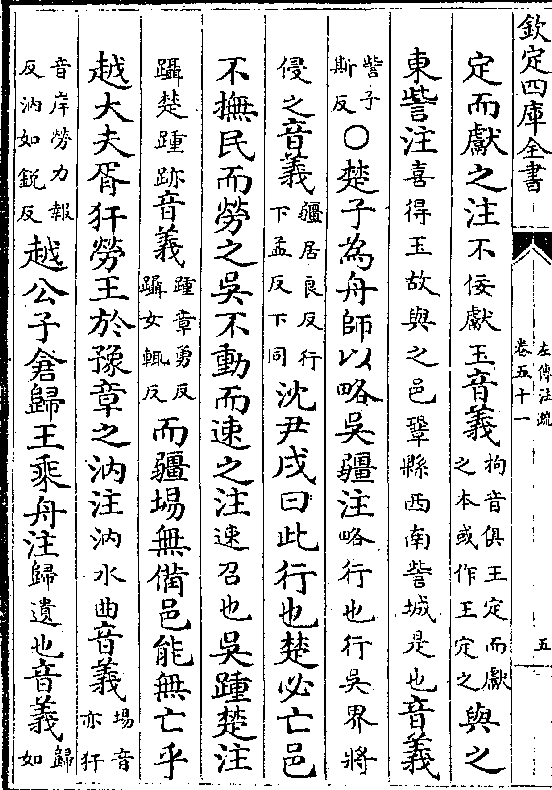 欽定四庫全書
左傳注疏
卷五十一
五
定而獻之注不佞獻玉音義拘音俱王定而獻之本或作王定之與之
東訾注喜得玉故與之邑鞏縣西南訾城是也音義
訾子斯反○楚子為舟師以略吳疆注略行也行吳界將
侵之音義疆居良反行下孟反下同沈尹戌曰此行也楚必亡邑
不撫民而勞之吳不動而速之注速召也吳踵楚注
躡楚踵跡音義踵章勇反躡女輒反而疆場無備邑能無亡乎
越大夫胥犴勞王於豫章之汭注汭水曲音義場音亦犴
音岸勞力報反汭如鋭反越公子倉歸王乘舟注歸遺也音義歸如